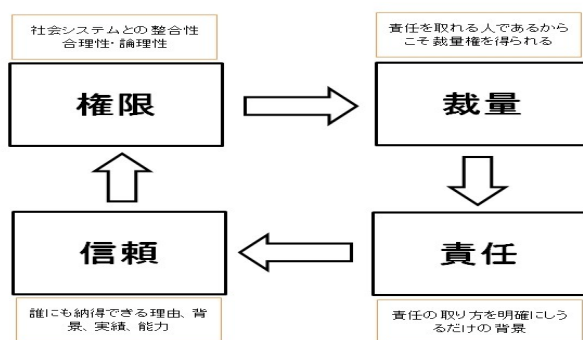 社会システムとの整合性
合理性・論理性
責任を取れる人であるから
こそ裁量権を得られる
権限
裁量
信頼
責任
誰にも納得できる理由、背
景、実績、能力
責任の取り方を明確にしう
るだけの背景